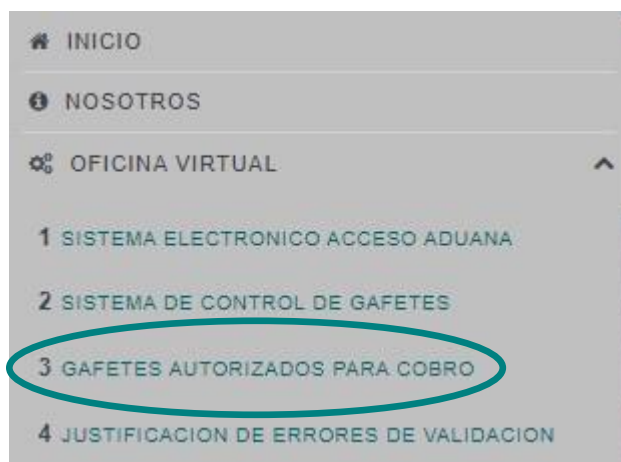 INICIO
NOSOTROS
OFICINA VIRTUAL
1 SISTEMA ELECTRONICO ACCESO ADUANA
2 SISTEMA DE CONTROL DE GAFETES
3 GAFETES AUTORIZADOS PARA COBRO
4 JUSTIFICACION DE ERRORES DE VALIDACION